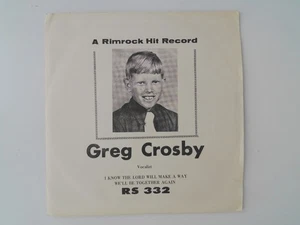 A Rimrock Hit Record
Greg Crosby
Vocalist
I KNOW THE LORD WILL MAKE A WAY
WE'LL BE TOGETHER AGAIN
RS 332